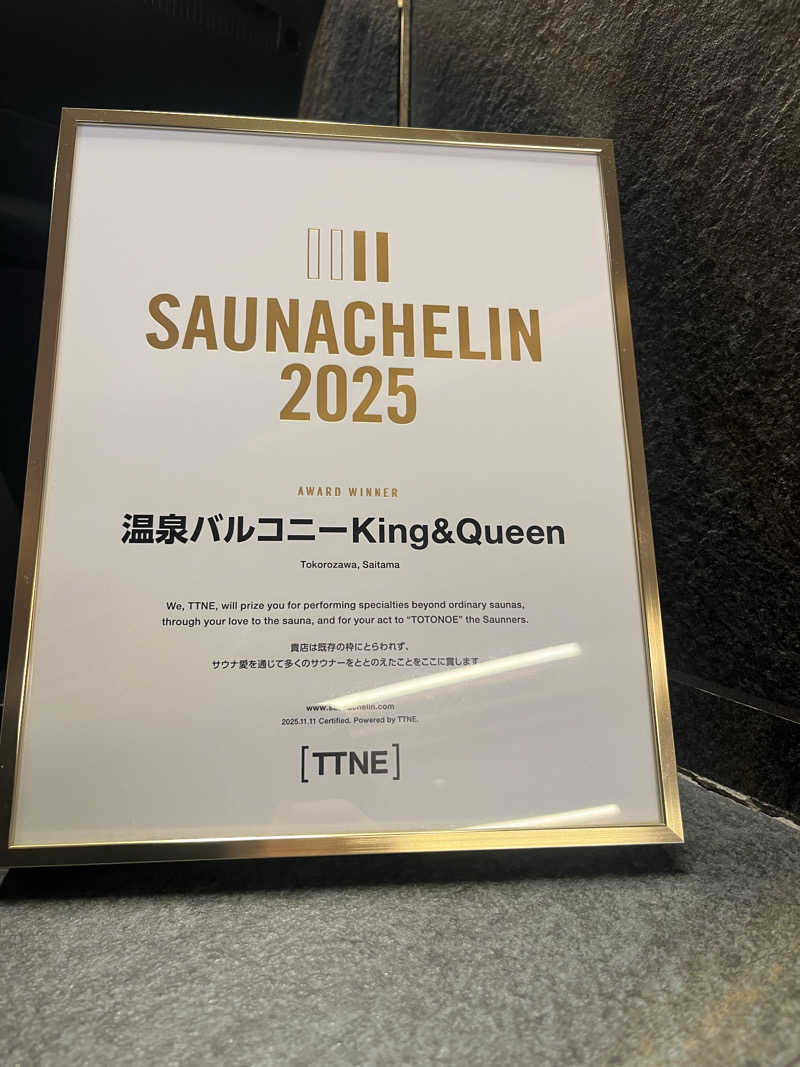 SAUNACHELIN
2025
AWARD WINNER
温泉バルコニーKing&Queen
Tokorozawa, Saitama
We, TTNE, will prize you for performing specialties beyond ordinary saunas,
through your love to the sauna, and for your act to "TOTONOE" the Saunners.
貴店は既存の枠にとらわれず、
サウナ愛を通じて多くのサウナーをととのえたことをここに賞します。
2025.11.11 Certified. Powered by TTNE.
[TTNE]